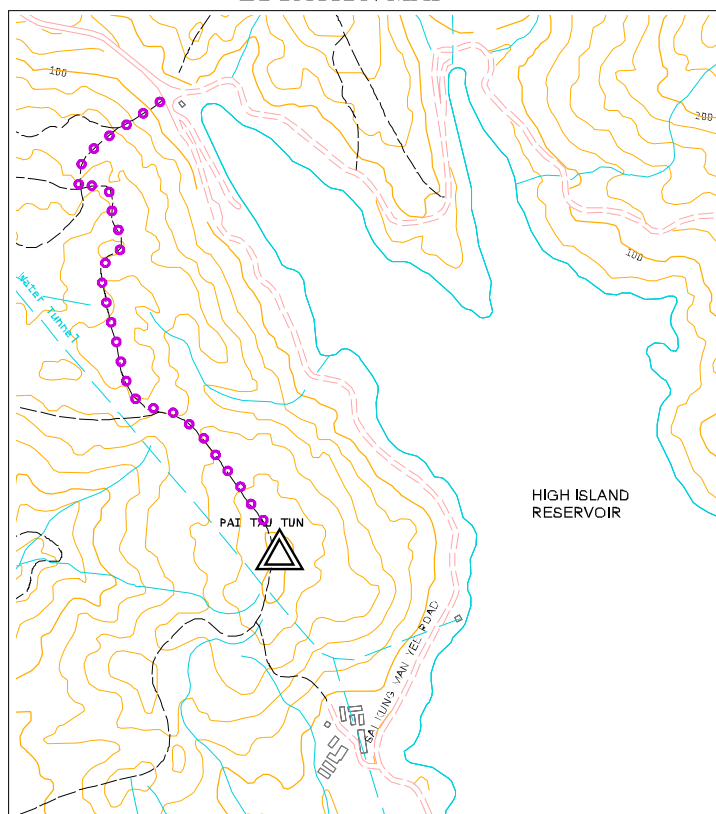 100
200
100
Water Tunnel
HIGH ISLAND
RESERVOIR
PAI TAU TUN
SAI KUNG MAN YEE ROAD